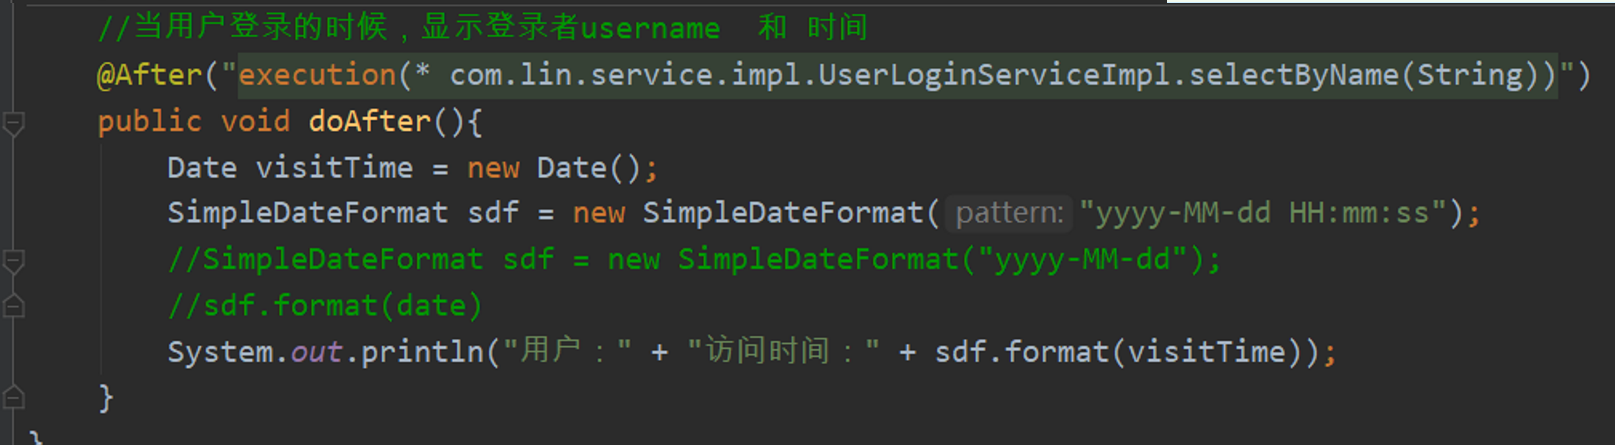 //当用户登录的时候，显示登录者username  和 时间
@After("execution(* com.lin.service.impl.UserLoginServiceImpl.selectByName(String))")
public void doAfter(){
Date visitTime = new Date();
SimpleDateFormat sdf = new SimpleDateFormat( pattern: "yyyy-MM-dd HH:mm:ss");
//SimpleDateFormat sdf = new SimpleDateFormat("yyyy-MM-dd");
//sdf.format(date)
System.out.println("用户：" + "访问时间：" + sdf.format(visitTime));
}
}